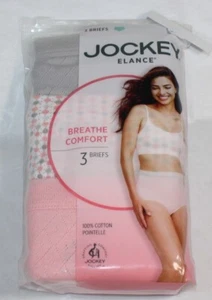 3 BRIEFS
JOCKEY
ELANCE
BREATHE
COMFORT
3 BRIEFS
100% COTTON
POINTELLE
JOCKEY